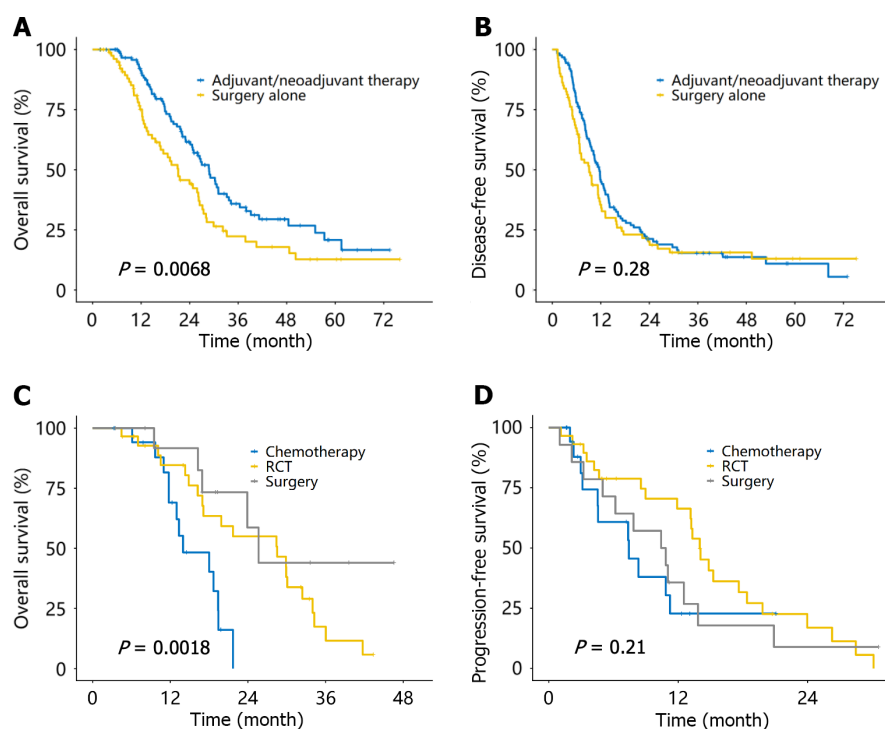 A
Overall survival (%)
100
75
50
25
0
Adjuvant/neoadjuvant therapy
Surgery alone
P = 0.0068
0 12 24 36 48 60 72
Time (month)
B
Disease-free survival (%)
100
75
50
25
0
Adjuvant/neoadjuvant therapy
Surgery alone
P = 0.28
0 12 24 36 48 60 72
Time (month)
C
Overall survival (%)
100
75
50
25
0
Chemotherapy
RCT
Surgery
P = 0.0018
0 12 24 36 48
Time (month)
D
Progression-free survival (%)
100
75
50
25
0
Chemotherapy
RCT
Surgery
P = 0.21
0 12 24
Time (month)